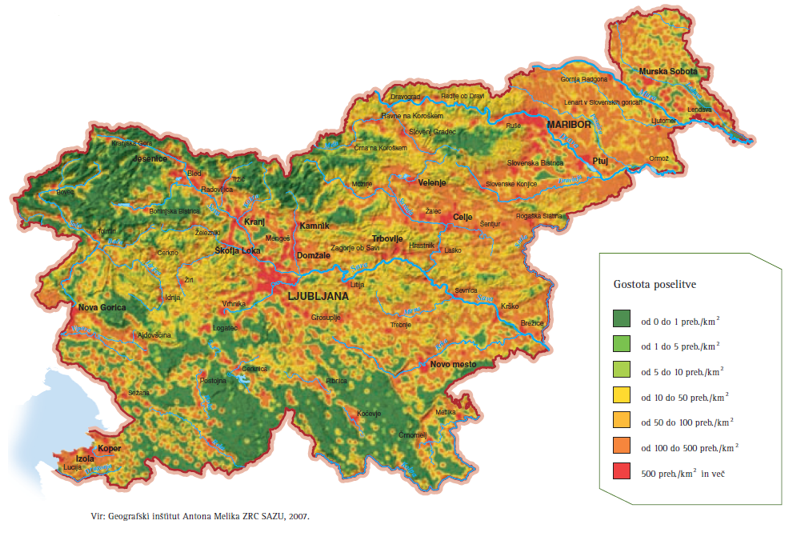 Murska Sobota
Gornja Radgona
Lenart v Slovenskih goricah
Lendava
Ljutomer
Dravograd
Radlje ob Dravi
Ravne na Koroškem
Ruše
MARIBOR
Slovenj Gradec
Kranjska Gora
Črna na Koroškem
Ormož
Jesenice
Slovenska Bistrica
Ptuj
Bled
Tržič
Radovljica
Mozirje
Velenje
Slovenske Konjice
Bovec
Bohinjska Bistrica
Kranj
Kamnik
Žalec
Celje
Šentjur
Rogaška Slatina
Tolmin
Železniki
Mengeš
Trbovlje
Cerkno
Škofja Loka
Domžale
Zagorje ob Savi
Hrastnik
Laško
Žiri
Litija
Sevnica
Idrija
Vrhnika
LJUBLJANA
Nova Gorica
Krško
Grosuplje
Trebnje
Brežice
Ajdovščina
Logatec
Cerknica
Novo mesto
Postojna
Ribnica
Sežana
Kočevje
Metlika
Črnomelj
Koper
Izola
Lucija
Gostota poselitve
od 0 do 1 preb./km²
od 1 do 5 preb./km²
od 5 do 10 preb./km²
od 10 do 50 preb./km²
od 50 do 100 preb./km²
od 100 do 500 preb./km²
500 preb./km² in več
Vir: Geografski inštitut Antona Melika ZRC SAZU, 2007.